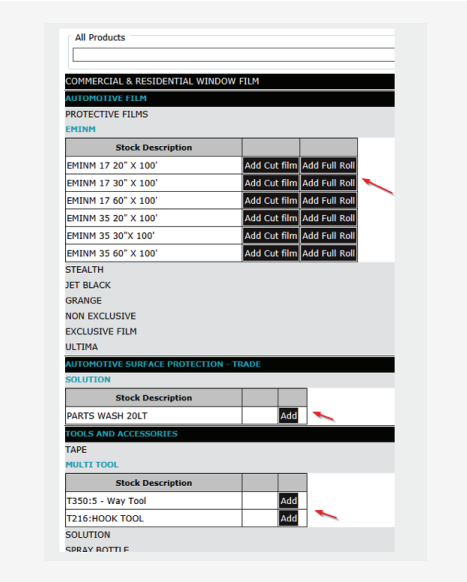 All Products
COMMERCIAL & RESIDENTIAL WINDOW FILM
AUTOMOTIVE FILM
PROTECTIVE FILMS
EMINM
Stock Description
EMINM 17 20" X 100' Add Cut film Add Full Roll
EMINM 17 30" X 100' Add Cut film Add Full Roll
EMINM 17 60" X 100' Add Cut film Add Full Roll
EMINM 35 20" X 100' Add Cut film Add Full Roll
EMINM 35 30"X 100' Add Cut film Add Full Roll
EMINM 35 60" X 100' Add Cut film Add Full Roll
STEALTH
JET BLACK
GRANGE
NON EXCLUSIVE
EXCLUSIVE FILM
ULTIMA
AUTOMOTIVE SURFACE PROTECTION - TRADE
SOLUTION
Stock Description
PARTS WASH 20LT Add
TOOLS AND ACCESSORIES
TAPE
MULTI TOOL
Stock Description
T350:5 - Way Tool Add
T216:HOOK TOOL Add
SOLUTION
SPRAY BOTTLE